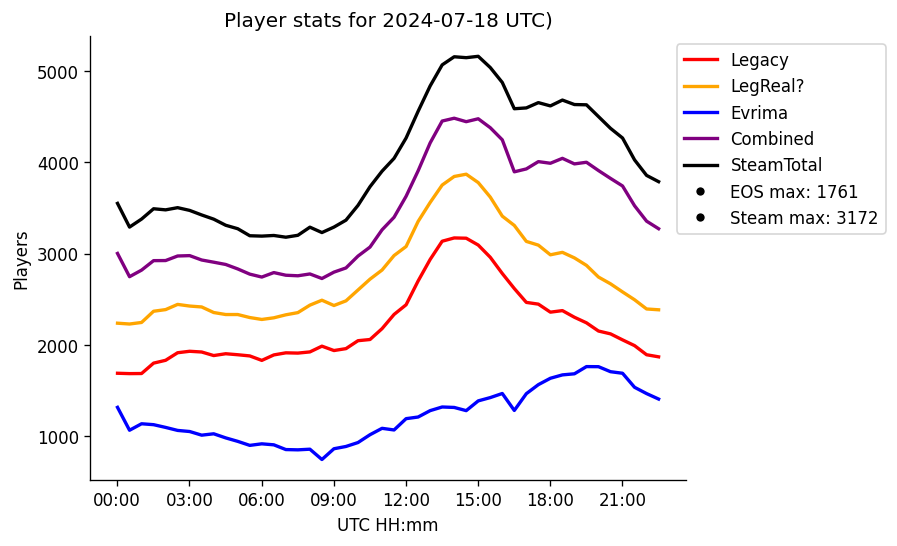 Player stats for 2024-07-18 UTC)
Legacy
LegReal?
Evrima
Combined
SteamTotal
EOS max: 1761
Steam max: 3172
Players
5000
4000
3000
2000
1000
00:00 03:00 06:00 09:00 12:00 15:00 18:00 21:00
UTC HH:mm